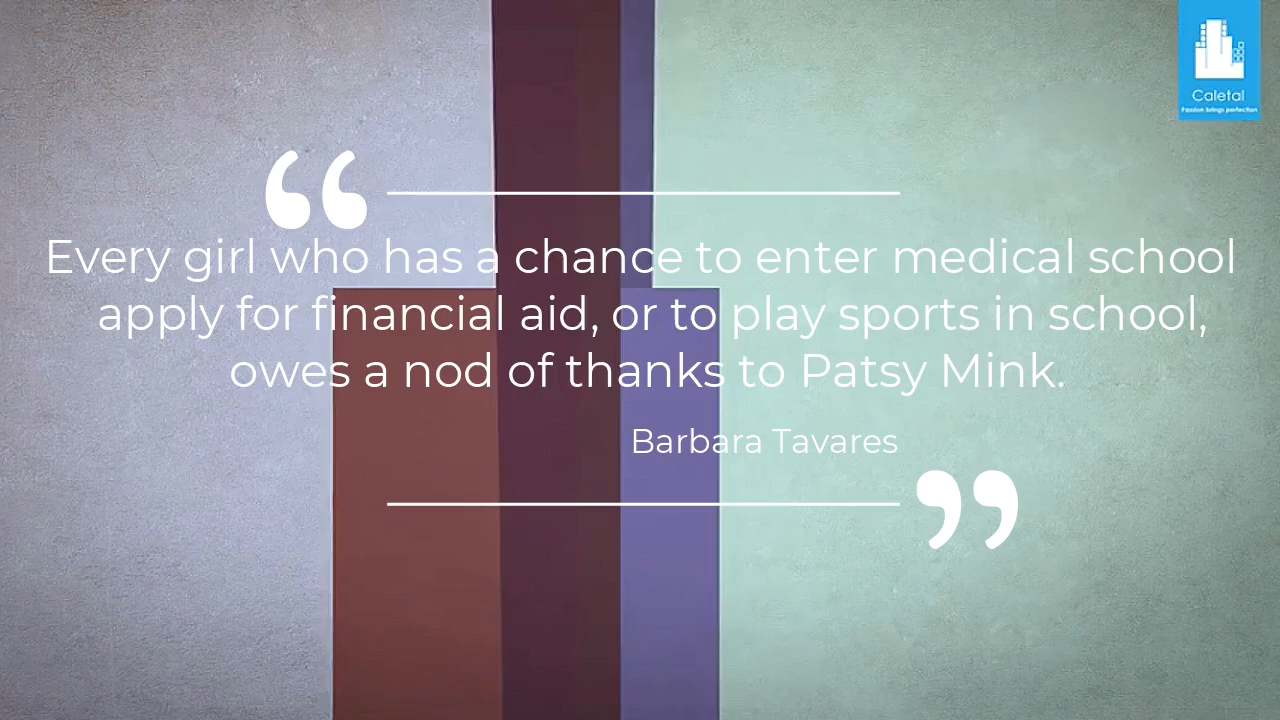 Caletal
Passion brings perfection
“
Every girl who has a chance to enter medical school
apply for financial aid, or to play sports in school,
owes a nod of thanks to Patsy Mink.
Barbara Tavares
”